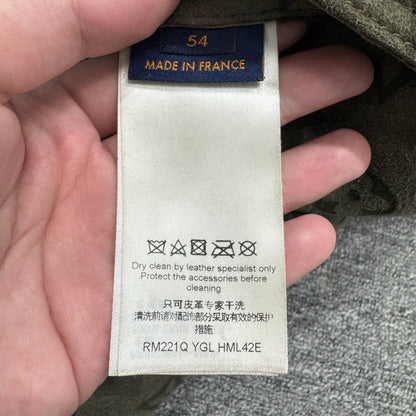 54
MADE IN FRANCE
Dry clean by leather specialist only
Protect the accessories before
cleaning
只可皮革专家干洗
清洗前请对配饰部分采取有效的保护
措施
RM221Q YGL HML42E